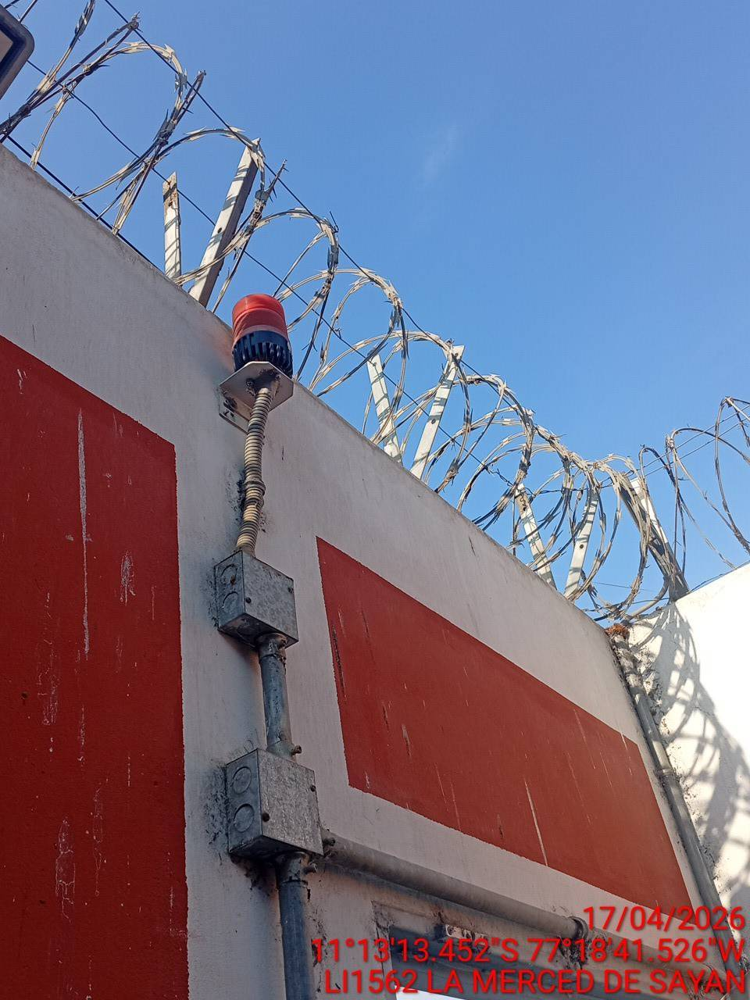 17/04/2026
11°13'13.452"S 77°18'41.526"W
LI1562 LA MERCED DE SAYAN